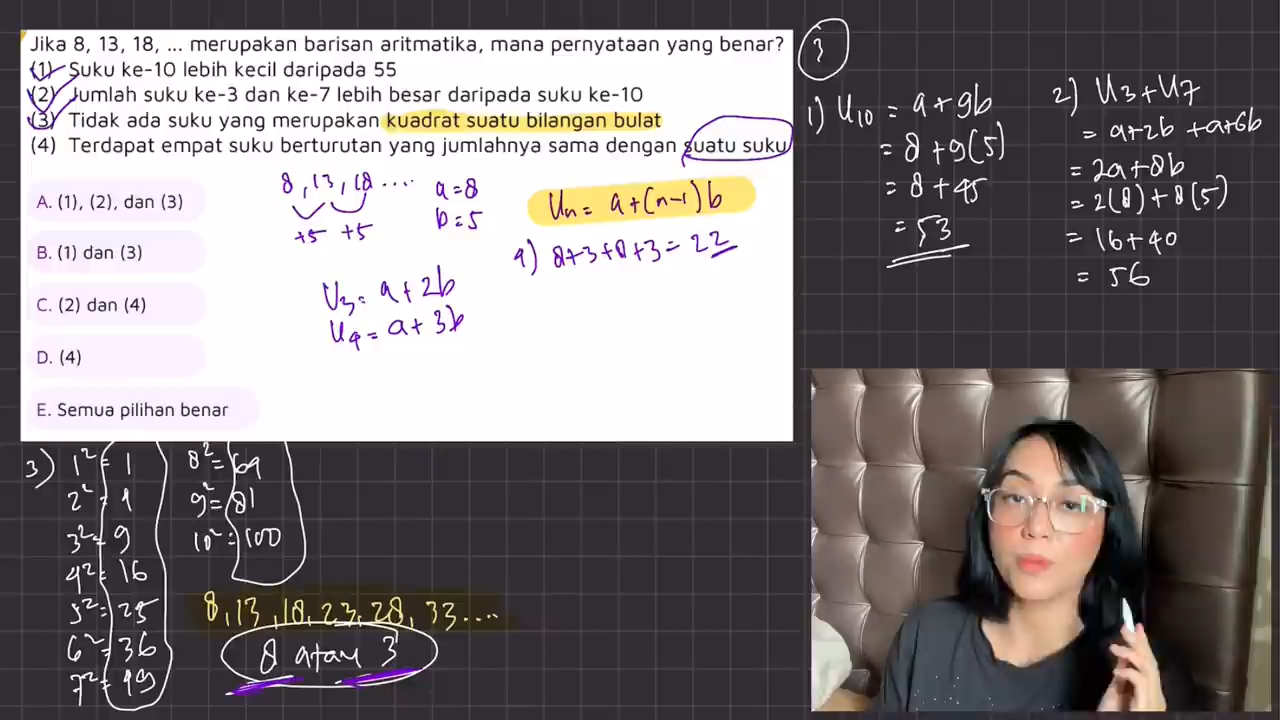 Jika 8, 13, 18, ... merupakan barisan aritmatika, mana pernyataan yang benar?
(1) Suku ke-10 lebih kecil daripada 55
(2) Jumlah suku ke-3 dan ke-7 lebih besar daripada suku ke-10
(3) Tidak ada suku yang merupakan kuadrat suatu bilangan bulat
(4) Terdapat empat suku berturutan yang jumlahnya sama dengan suatu suku
A. (1), (2), dan (3)
B. (1) dan (3)
C. (2) dan (4)
D. (4)
E. Semua pilihan benar
8, 13, 18 ....
+5 +5
a = 8
b = 5
Un = a + (n-1) b
4) 8+3+8+3 = 22
U3 = a + 2b
U4 = a + 3b
1) U10 = a + 9b
= 8 + 9(5)
= 8 + 45
= 53
2) U3 + U7
= a+2b + a+6b
= 2a + 8b
= 2(8) + 8(5)
= 16+40
= 56
3) 1² = 1
2² = 4
3² = 9
4² = 16
5² = 25
6² = 36
7² = 49
8² = 64
9² = 81
10² = 100
8, 13, 18, 23, 28, 33....
8 atau 3